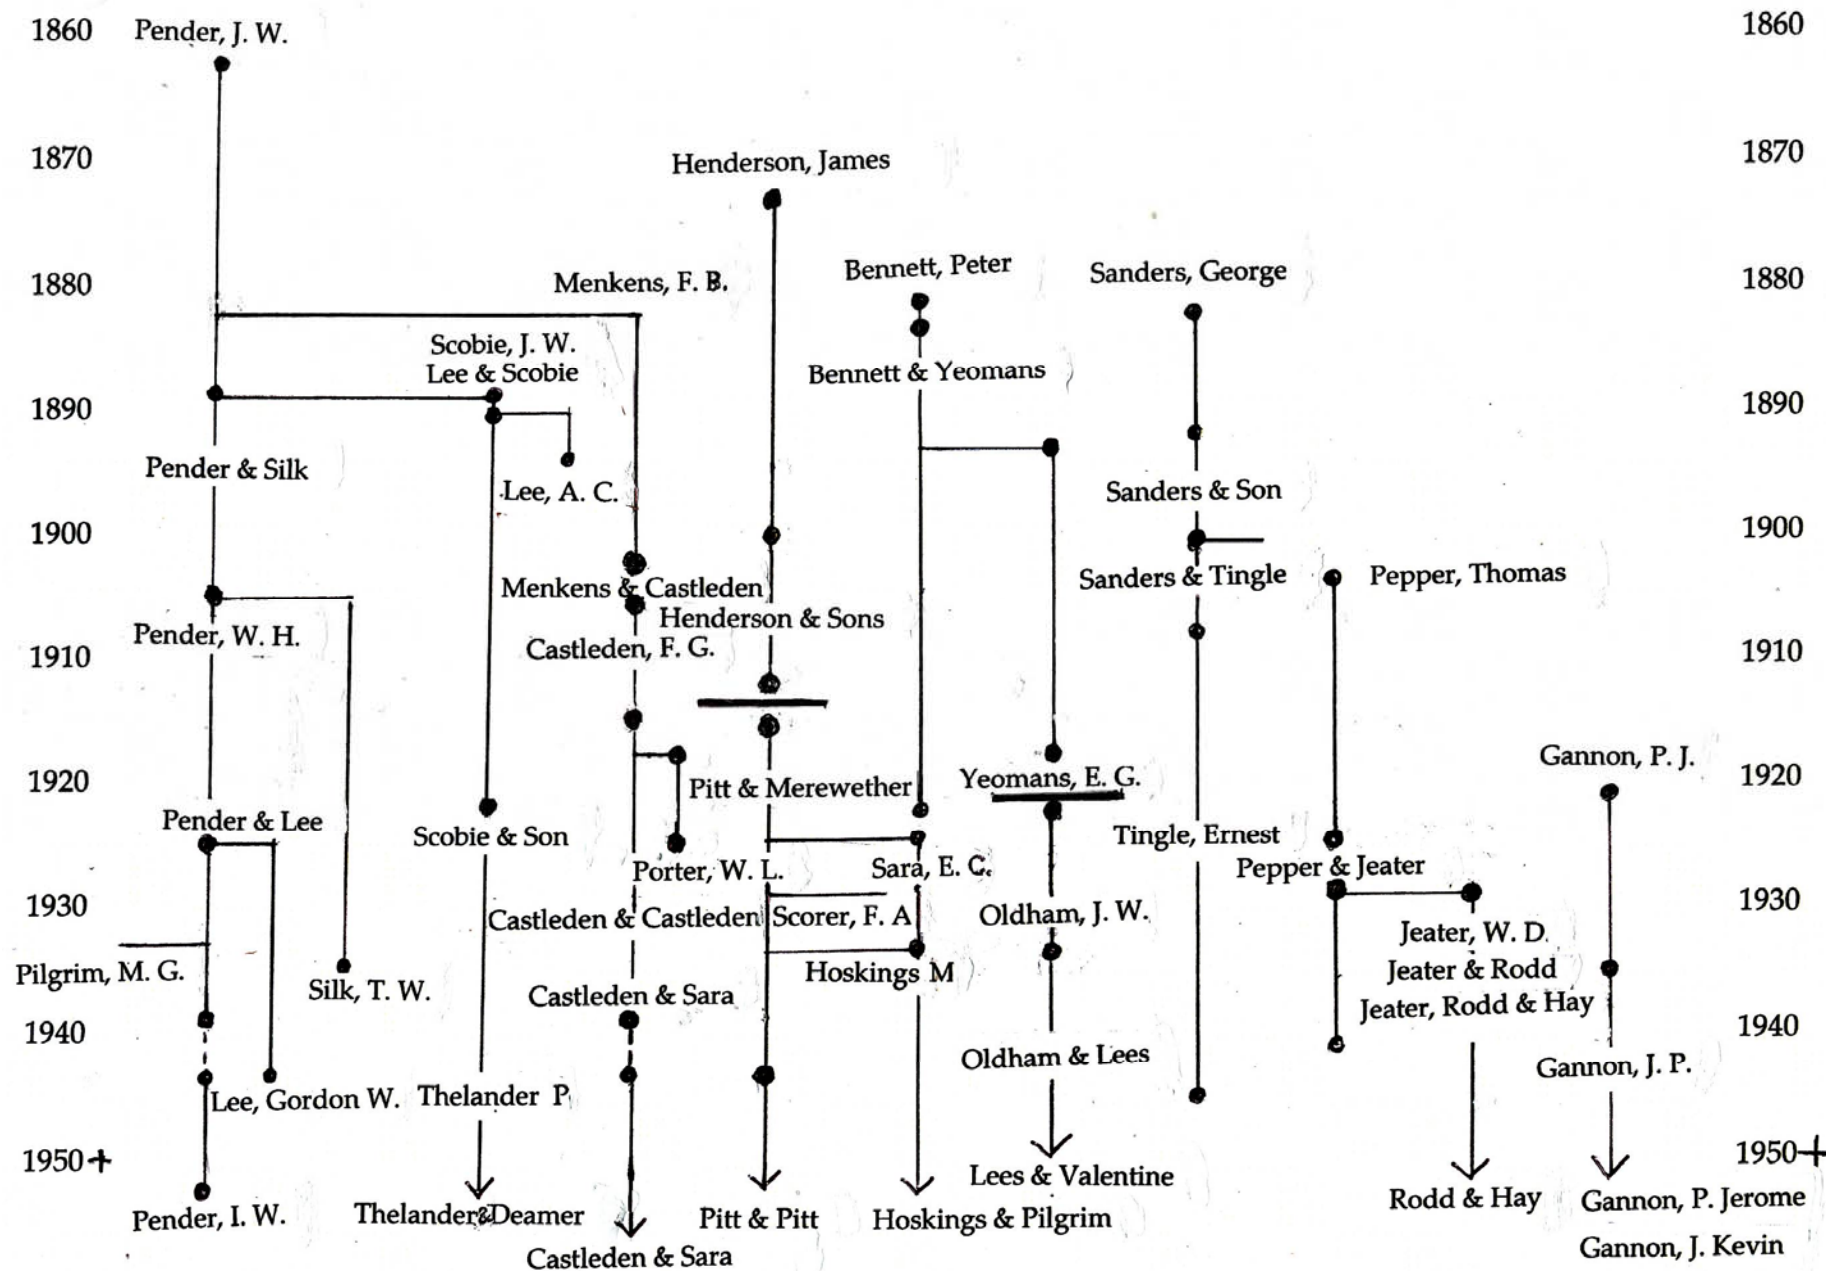 1860 Pender, J. W. 1860
1870 1870
Henderson, James
Bennett, Peter
Sanders, George
1880 Menkens, F. B. 1880
Scobie, J. W.
Lee & Scobie
Bennett & Yeomans
1890 1890
Pender & Silk
Lee, A. C.
Sanders & Son
1900 1900
Menkens & Castleden
Sanders & Tingle
Pepper, Thomas
Henderson & Sons
Pender, W. H.
Castleden, F. G.
1910 1910
Gannon, P. J.
1920 Pitt & Merewether Yeomans, E. G. 1920
Pender & Lee
Scobie & Son
Tingle, Ernest
Porter, W. L.
Sara, E. C.
Pepper & Jeater
1930 1930
Castleden & Castleden
Scorer, F. A
Oldham, J. W.
Jeater, W. D.
Pilgrim, M. G.
Hoskings M
Jeater & Rodd
Silk, T. W.
Castleden & Sara
Jeater, Rodd & Hay
1940 1940
Oldham & Lees
Gannon, J. P.
Lee, Gordon W.
Thelander P
1950+ 1950+
Lees & Valentine
Pender, I. W.
Thelander&Deamer
Pitt & Pitt
Hoskings & Pilgrim
Rodd & Hay
Gannon, P. Jerome
Castleden & Sara
Gannon, J. Kevin